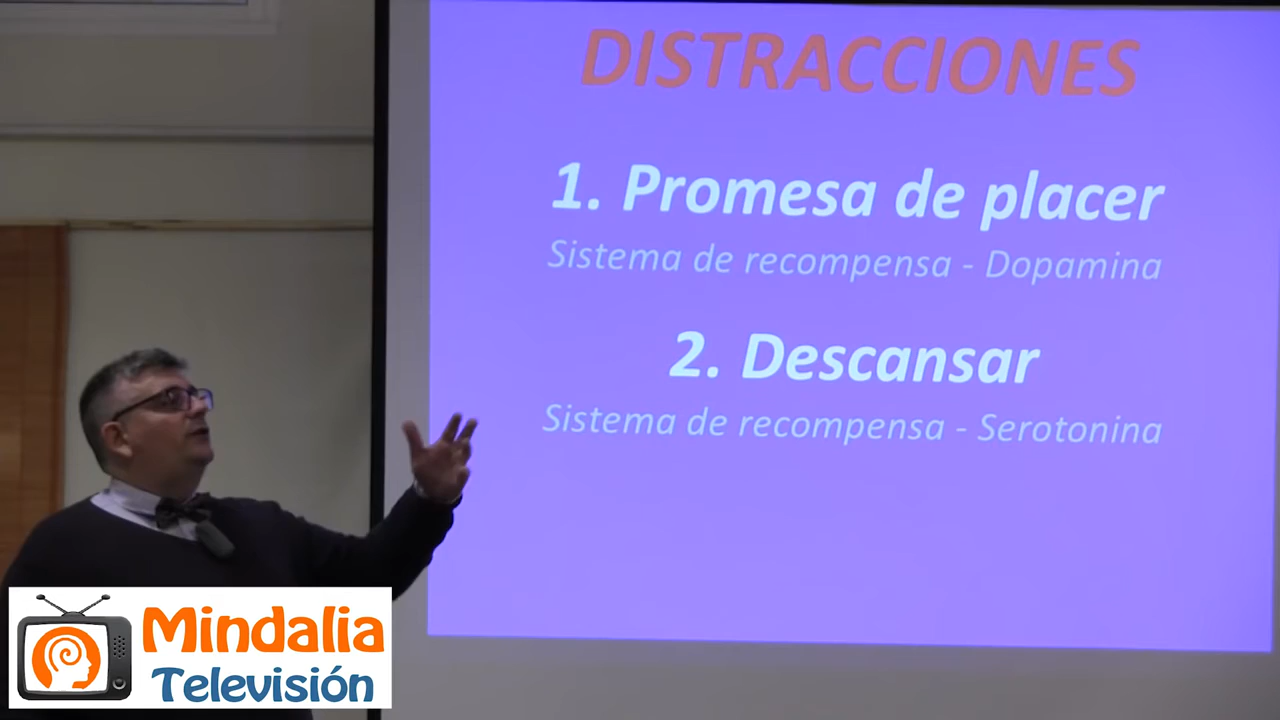 DISTRACCIONES
1. Promesa de placer
Sistema de recompensa - Dopamina
2. Descansar
Sistema de recompensa - Serotonina
Mindalia
Televisión